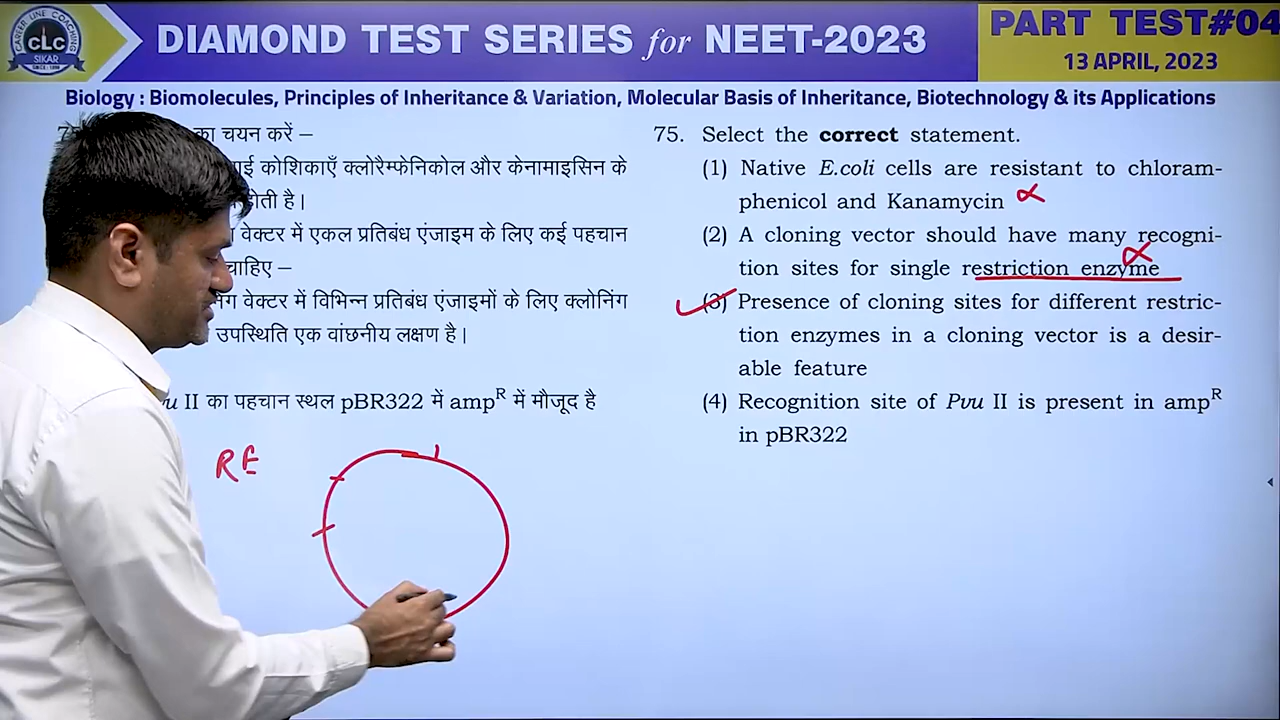 CAREER LINE COACHING
CLC
SIKAR
SINCE : 1996
DIAMOND TEST SERIES for NEET-2023
PART TEST#04
13 APRIL, 2023
Biology : Biomolecules, Principles of Inheritance & Variation, Molecular Basis of Inheritance, Biotechnology & its Applications
का चयन करें –
कोशिकाएँ क्लोरैम्फेनिकोल और केनामाइसिन के
होती है।
वेक्टर में एकल प्रतिबंध एंजाइम के लिए कई पहचान
चाहिए –
वेक्टर में विभिन्न प्रतिबंध एंजाइमों के लिए क्लोनिंग
उपस्थिति एक वांछनीय लक्षण है।
II का पहचान स्थल pBR322 में amp^R में मौजूद है
75. Select the correct statement.
(1) Native E.coli cells are resistant to chloram-
phenicol and Kanamycin
(2) A cloning vector should have many recogni-
tion sites for single restriction enzyme
(3) Presence of cloning sites for different restric-
tion enzymes in a cloning vector is a desir-
able feature
(4) Recognition site of Pvu II is present in amp^R
in pBR322
RE